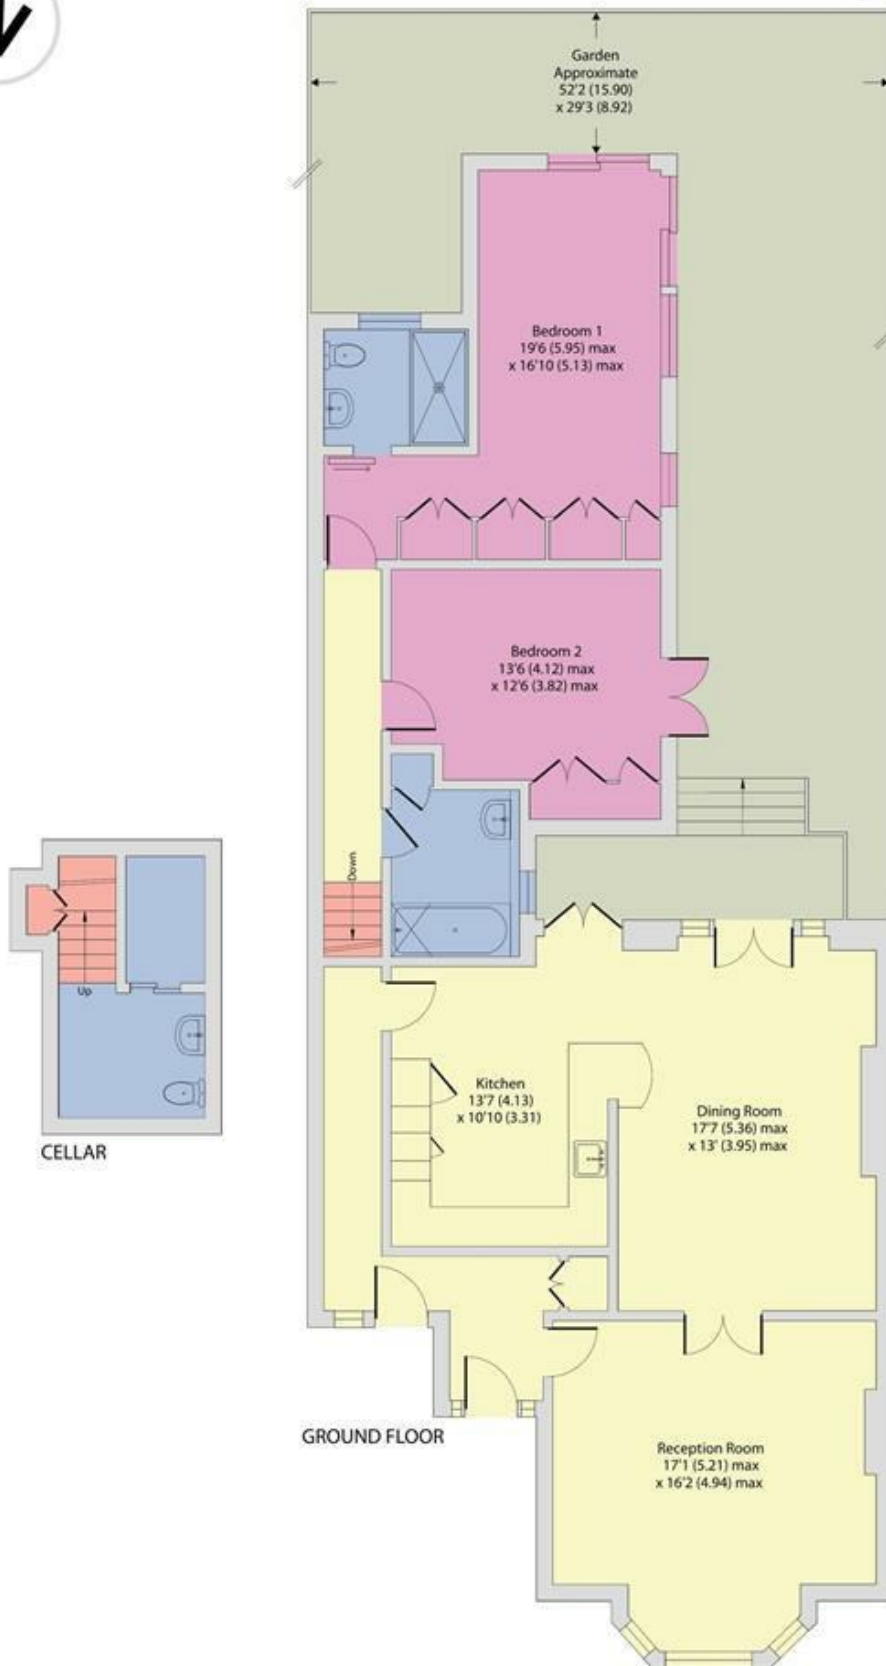 Garden
Approximate
52'2 (15.90)
x 29'3 (8.92)
Bedroom 1
19'6 (5.95) max
x 16'10 (5.13) max
Bedroom 2
13'6 (4.12) max
x 12'6 (3.82) max
Down
Up
CELLAR
Kitchen
13'7 (4.13)
x 10'10 (3.31)
Dining Room
17'7 (5.36) max
x 13' (3.95) max
GROUND FLOOR
Reception Room
17'1 (5.21) max
x 16'2 (4.94) max